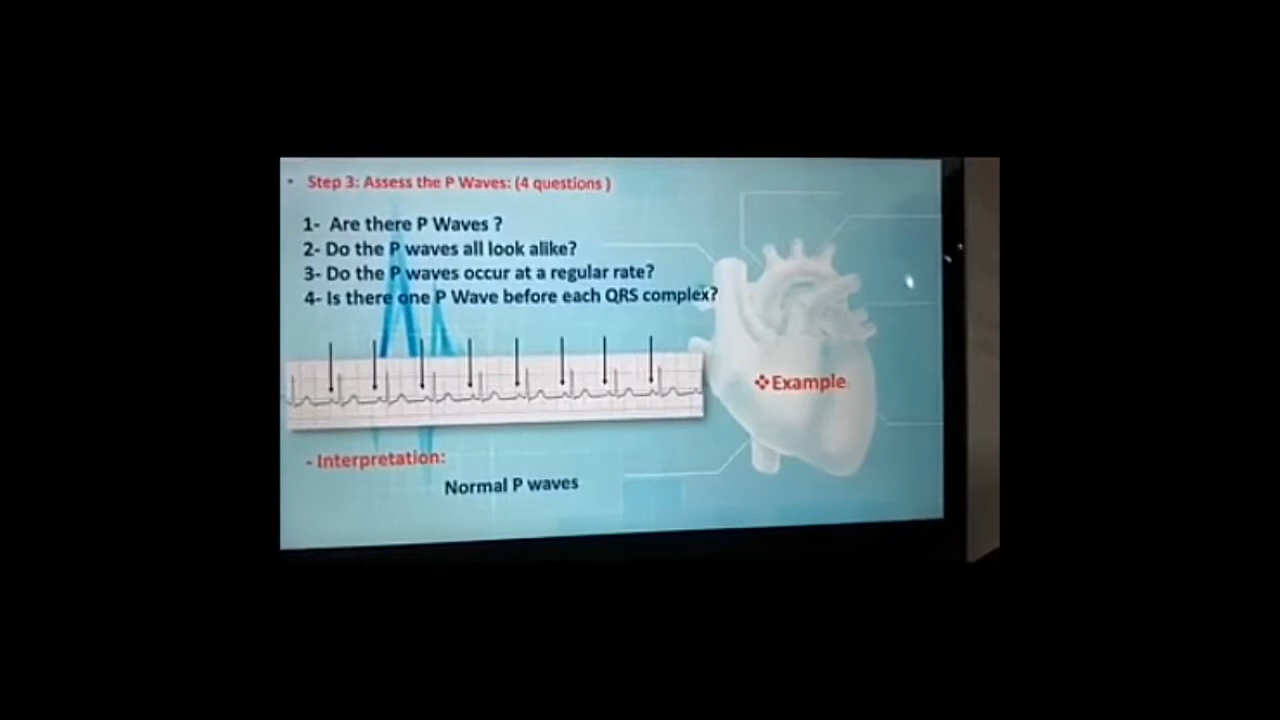 • Step 3: Assess the P Waves: (4 questions )
1- Are there P Waves ?
2- Do the P waves all look alike?
3- Do the P waves occur at a regular rate?
4- Is there one P Wave before each QRS complex?
❖Example
- Interpretation:
Normal P waves